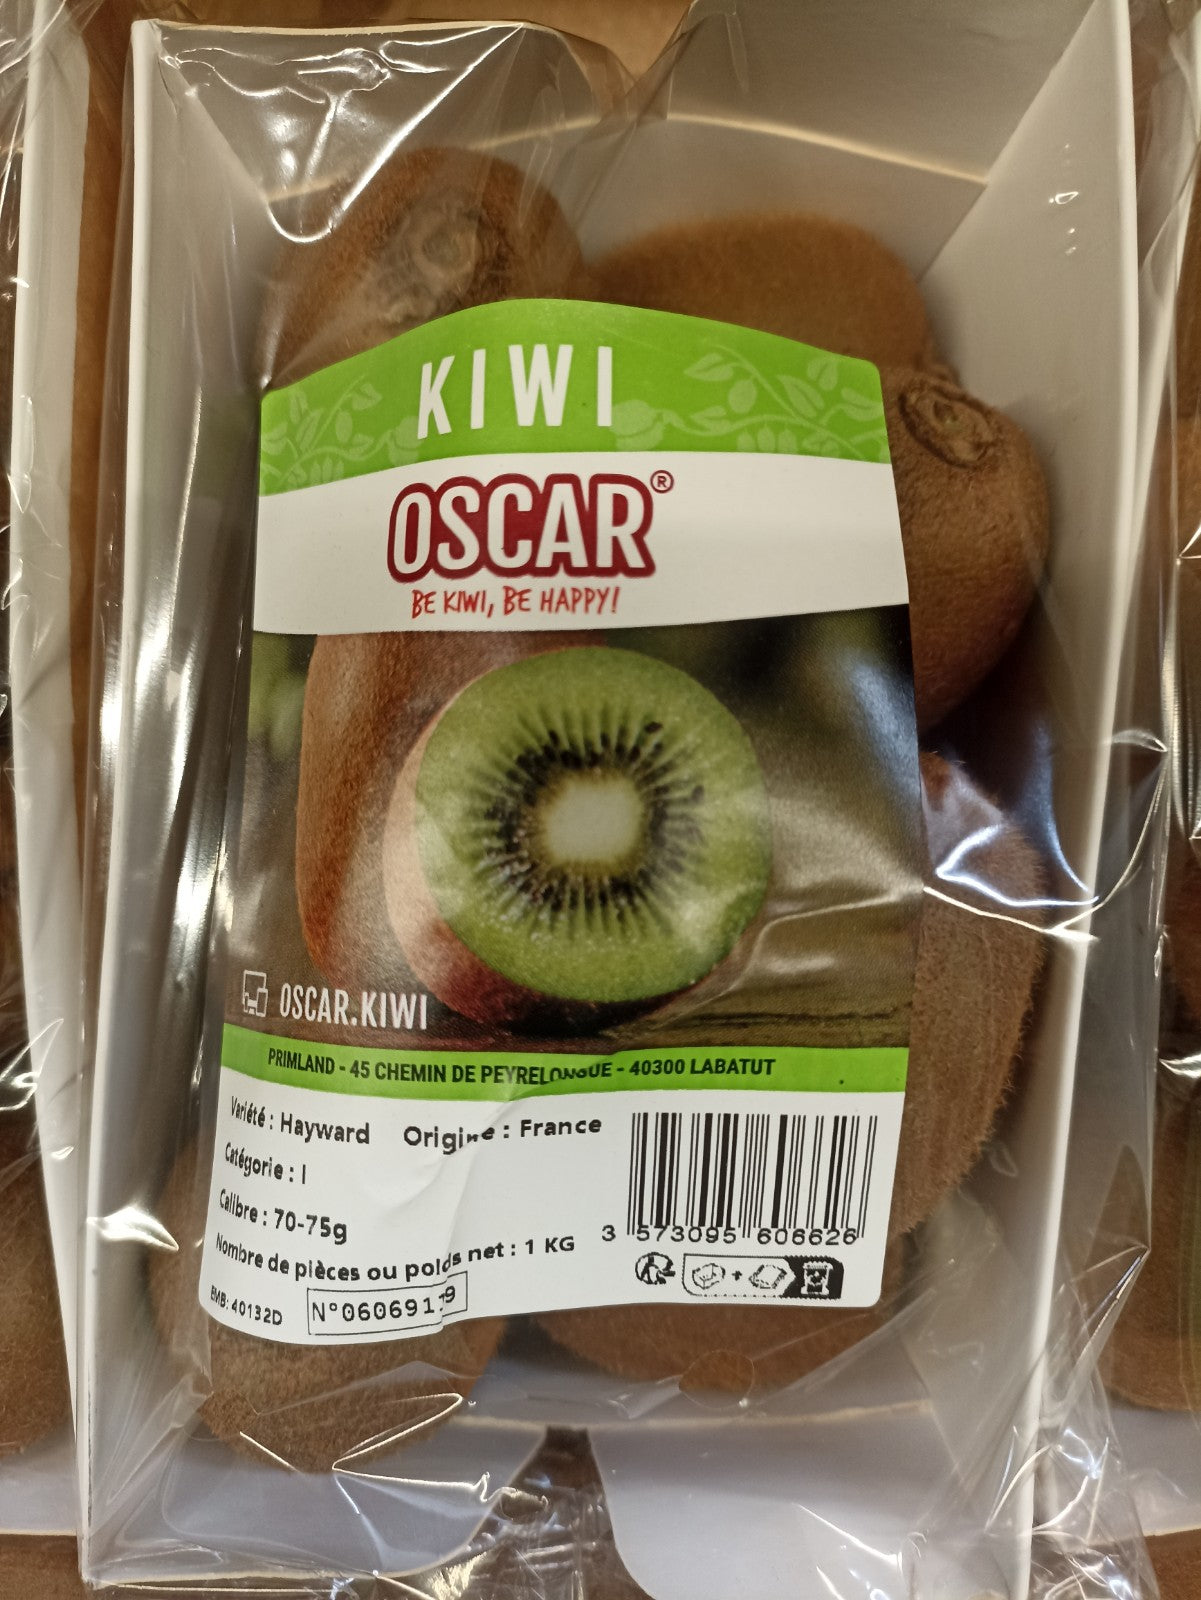 KIWI
OSCAR®
BE KIWI, BE HAPPY!
OSCAR.KIWI
PRIMLAND - 45 CHEMIN DE PEYRELONGUE - 40300 LABATUT
Variété : Hayward Origine : France
Catégorie : I
Calibre : 70-75g
Nombre de pièces ou poids net : 1 KG
EMB: 40132D
3 573095 606626